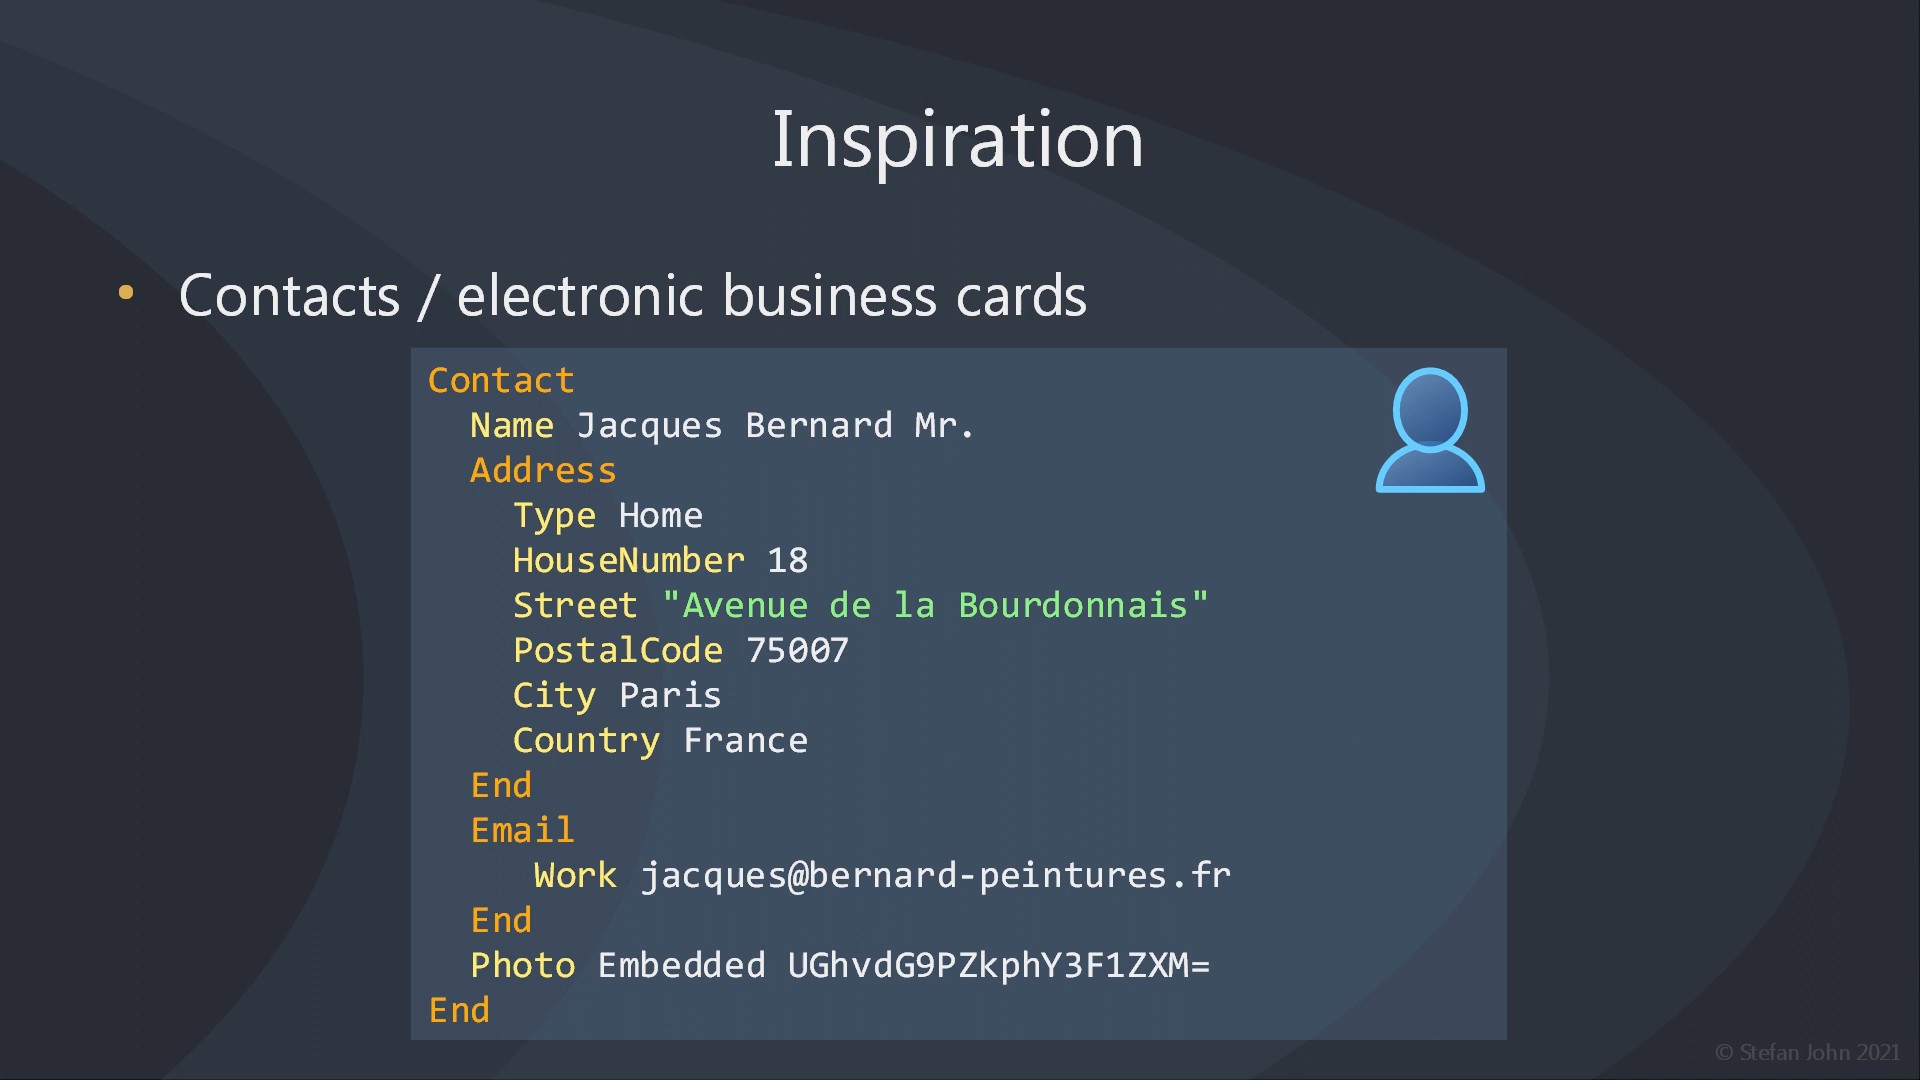 Inspiration
• Contacts / electronic business cards
Contact
  Name Jacques Bernard Mr.
  Address
    Type Home
    HouseNumber 18
    Street "Avenue de la Bourdonnais"
    PostalCode 75007
    City Paris
    Country France
  End
  Email
     Work jacques@bernard-peintures.fr
  End
  Photo Embedded UGhvdG9PZkphY3F1ZXM=
End
© Stefan John 2021